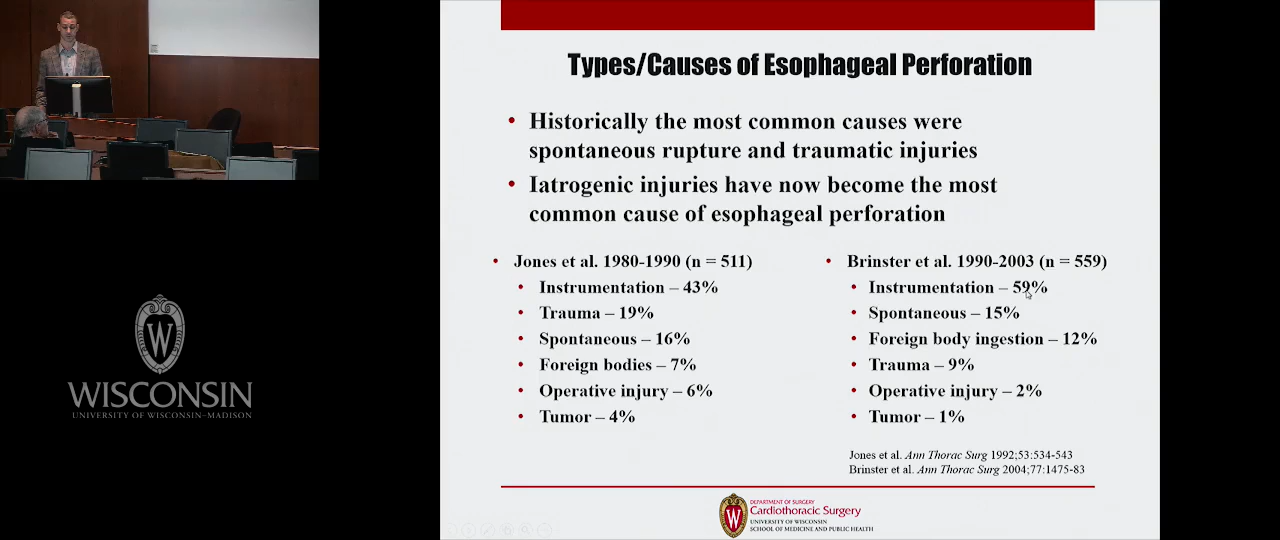 Types/Causes of Esophageal Perforation
• Historically the most common causes were
spontaneous rupture and traumatic injuries
• Iatrogenic injuries have now become the most
common cause of esophageal perforation
• Jones et al. 1980-1990 (n = 511)
• Instrumentation – 43%
• Trauma – 19%
• Spontaneous – 16%
• Foreign bodies – 7%
• Operative injury – 6%
• Tumor – 4%
• Brinster et al. 1990-2003 (n = 559)
• Instrumentation – 59%
• Spontaneous – 15%
• Foreign body ingestion – 12%
• Trauma – 9%
• Operative injury – 2%
• Tumor – 1%
Jones et al. Ann Thorac Surg 1992;53:534-543
Brinster et al. Ann Thorac Surg 2004;77:1475-83
W
DEPARTMENT OF SURGERY
Cardiothoracic Surgery
UNIVERSITY OF WISCONSIN
SCHOOL OF MEDICINE AND PUBLIC HEALTH
W
WISCONSIN
UNIVERSITY OF WISCONSIN–MADISON